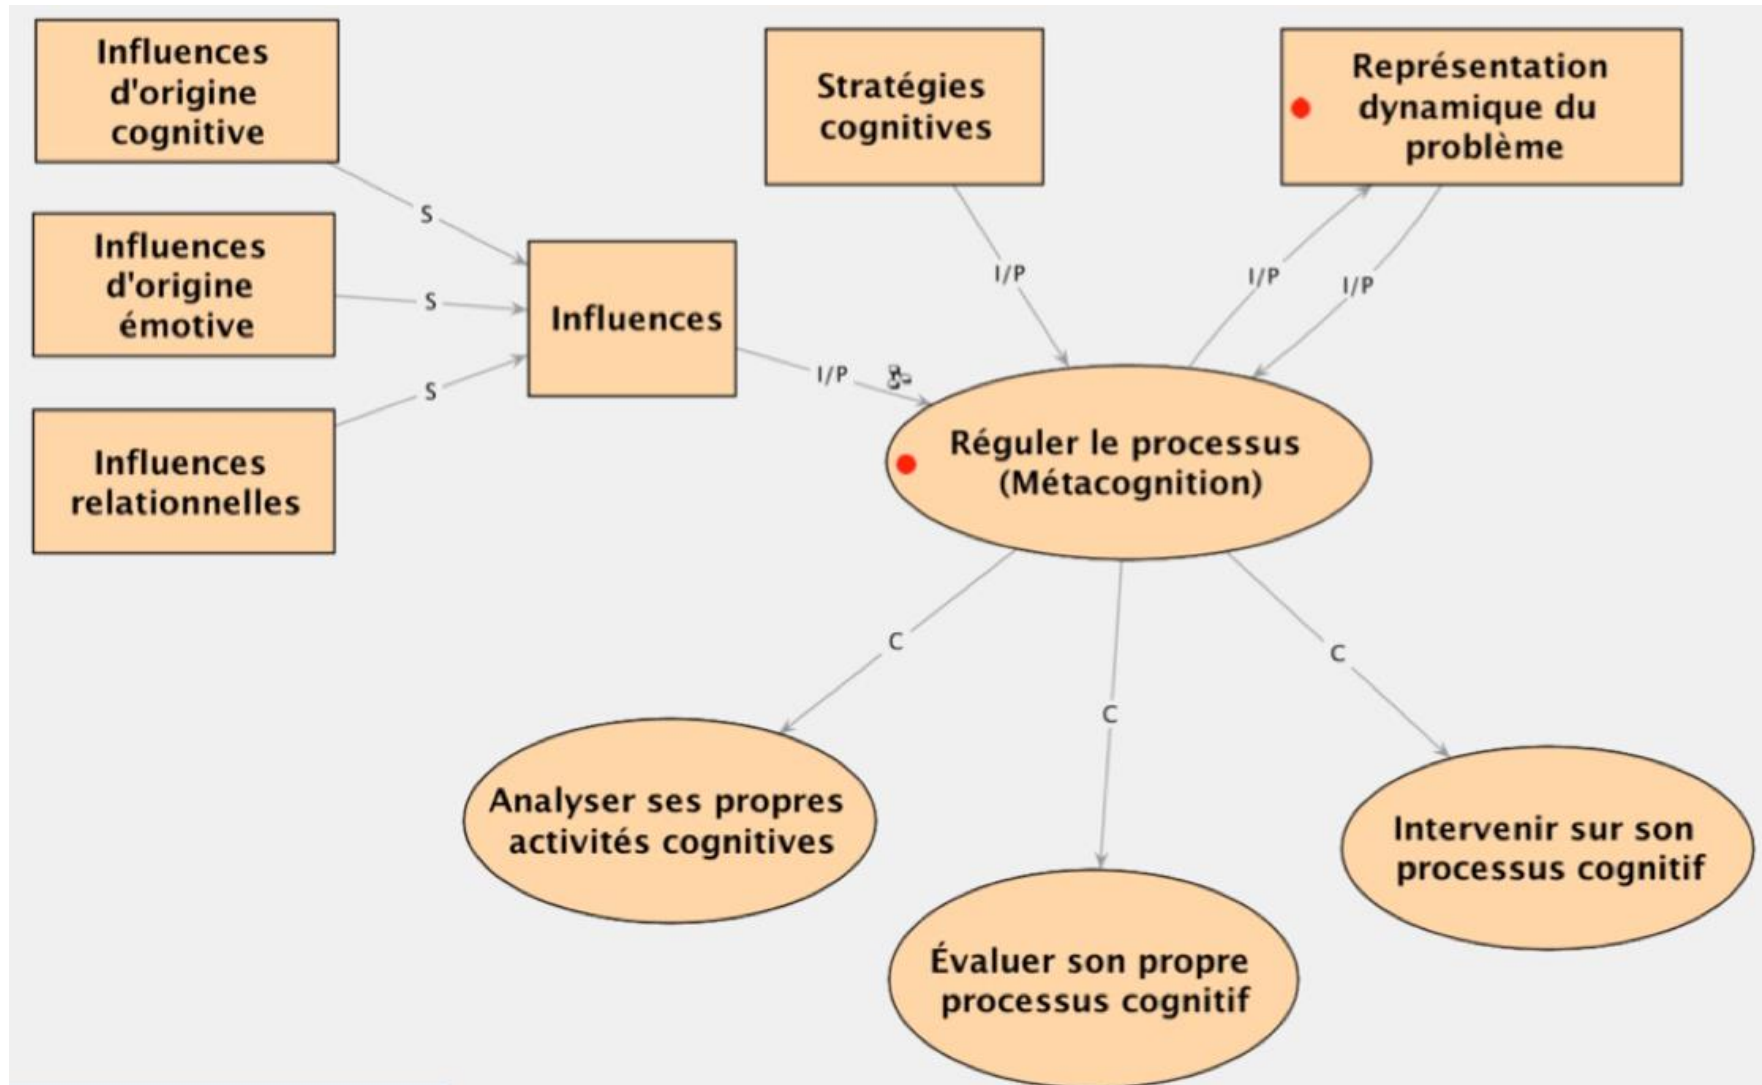 Influences
d'origine
cognitive
Stratégies
cognitives
Représentation
dynamique du
problème
S
Influences
d'origine
émotive
S
Influences
I/P
I/P
I/P
I/P
S
Influences
relationnelles
Réguler le processus
(Métacognition)
C
C
C
Analyser ses propres
activités cognitives
Intervenir sur son
processus cognitif
Évaluer son propre
processus cognitif